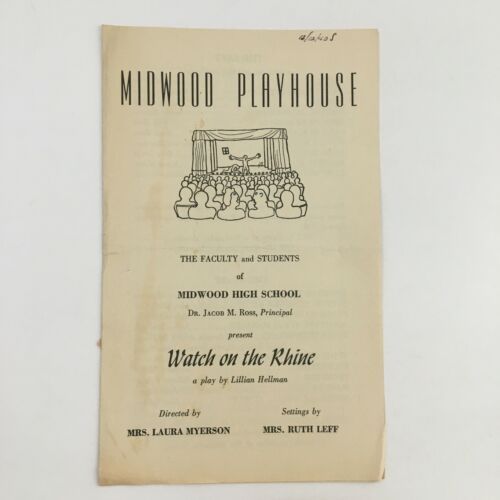 MIDWOOD PLAYHOUSE
THE FACULTY and STUDENTS
of
MIDWOOD HIGH SCHOOL
DR. JACOB M. ROSS, Principal
present
Watch on the Rhine
a play by Lillian Hellman
Directed by
MRS. LAURA MYERSON
Settings by
MRS. RUTH LEFF